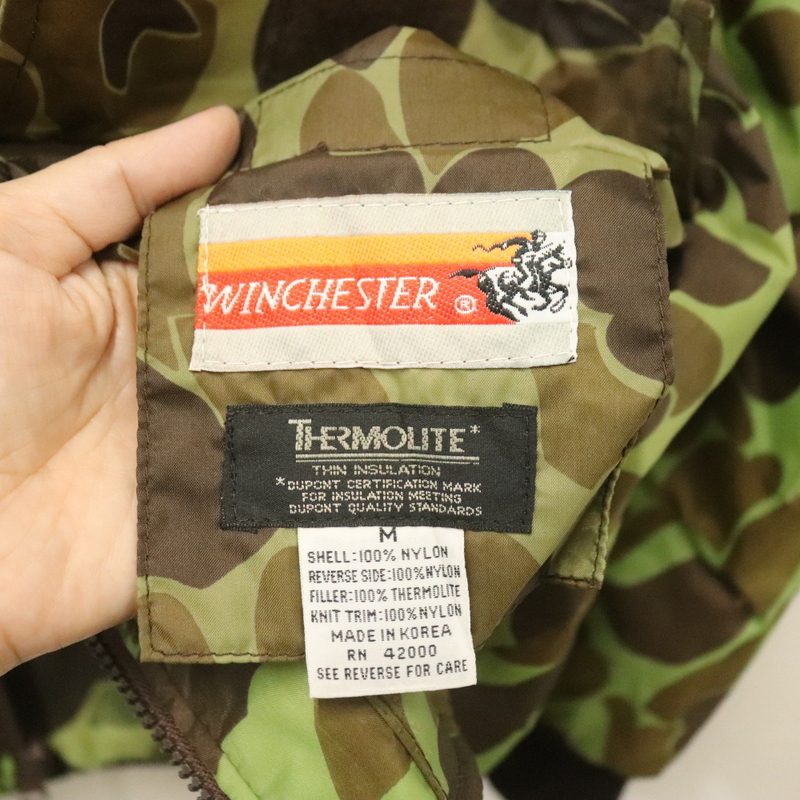 WINCHESTER ®
THERMOLITE*
THIN INSULATION
*DUPONT CERTIFICATION MARK
FOR INSULATION MEETING
DUPONT QUALITY STANDARDS
M
SHELL:100% NYLON
REVERSE SIDE:100%NYLON
FILLER:100% THERMOLITE
KNIT TRIM:100%NYLON
MADE IN KOREA
RN 42000
SEE REVERSE FOR CARE